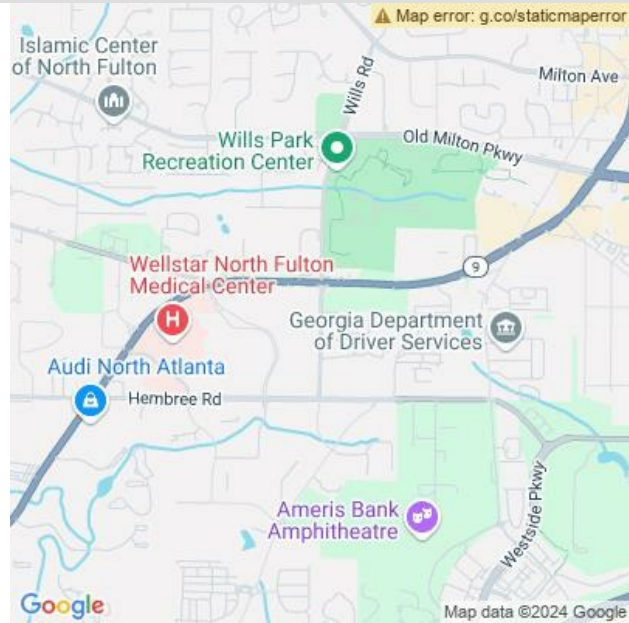 Map error: g.co/staticmaperror
Islamic Center
of North Fulton
Wills Rd
Milton Ave
Wills Park
Recreation Center
Old Milton Pkwy
Wellstar North Fulton
Medical Center
H
9
Georgia Department
of Driver Services
Audi North Atlanta
Hembree Rd
Ameris Bank
Amphitheatre
Westside Pkwy
Google
Map data ©2024 Google